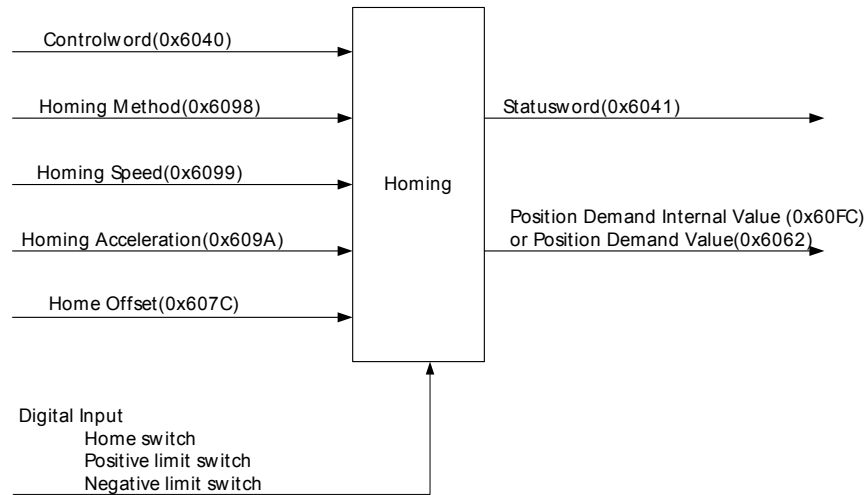 Controlword(0x6040)
Homing Method(0x6098)
Statusword(0x6041)
Homing Speed(0x6099)
Homing
Position Demand Internal Value (0x60FC)
or Position Demand Value(0x6062)
Homing Acceleration(0x609A)
Home Offset(0x607C)
Digital Input
Home switch
Positive limit switch
Negative limit switch